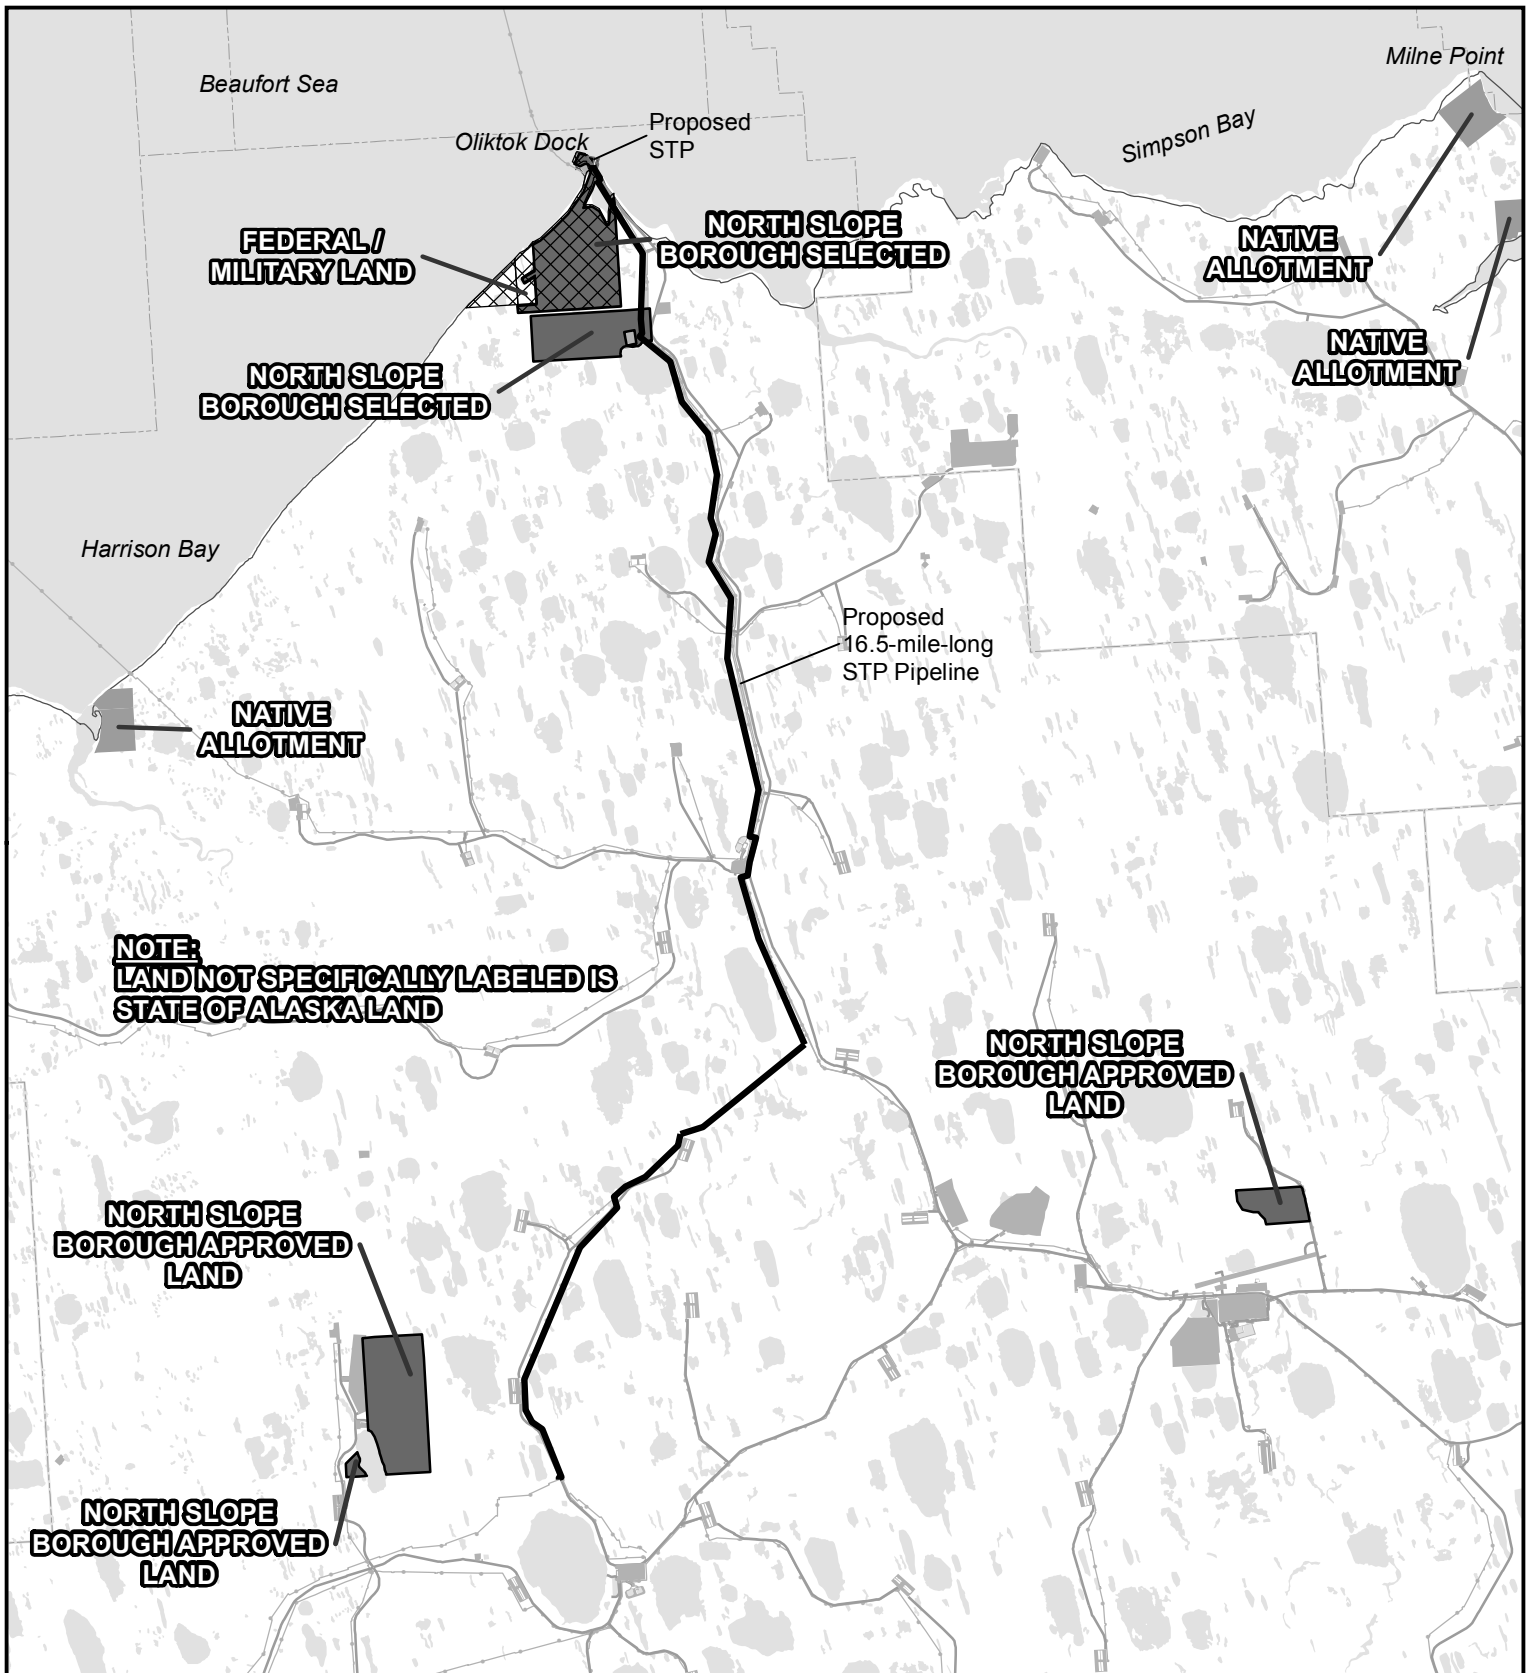 Milne Point
Beaufort Sea
Simpson Bay
Oliktok Dock
Proposed
STP
NORTH SLOPE
BOROUGH SELECTED
FEDERAL /
MILITARY LAND
NATIVE
ALLOTMENT
NATIVE
ALLOTMENT
NORTH SLOPE
BOROUGH SELECTED
Harrison Bay
Proposed
16.5-mile-long
STP Pipeline
NATIVE
ALLOTMENT
NOTE:
LAND NOT SPECIFICALLY LABELED IS
STATE OF ALASKA LAND
NORTH SLOPE
BOROUGH APPROVED
LAND
NORTH SLOPE
BOROUGH APPROVED
LAND
NORTH SLOPE
BOROUGH APPROVED
LAND